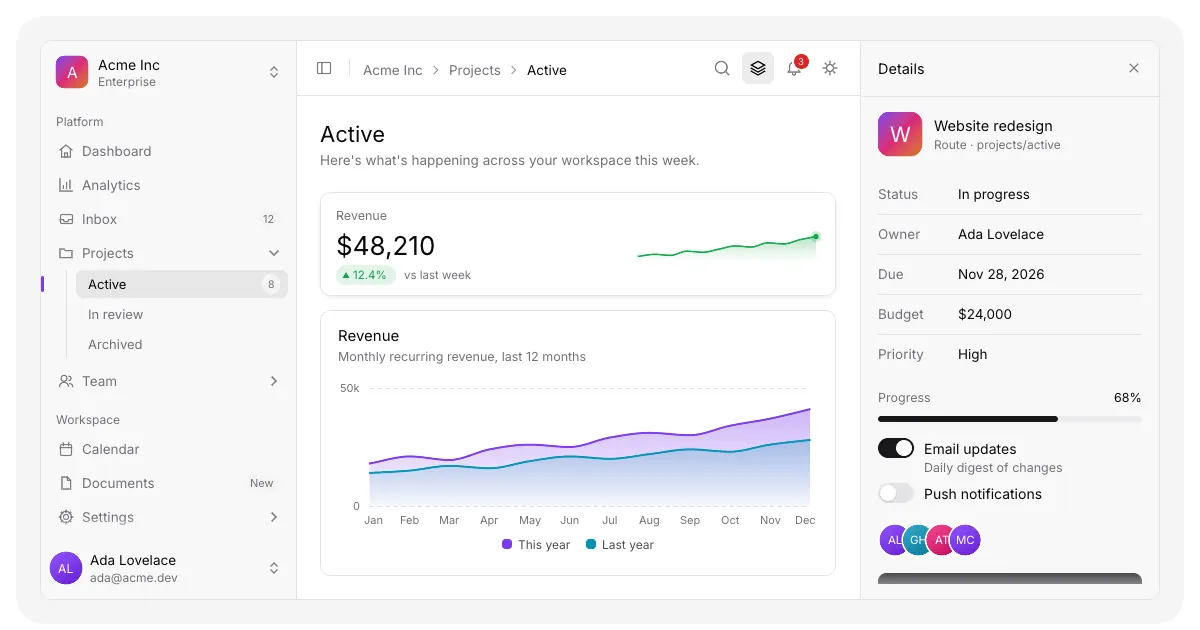 A
Acme Inc
Enterprise
Platform
Dashboard
Analytics
Inbox 12
Projects
Active 8
In review
Archived
Team
Workspace
Calendar
Documents New
Settings
AL
Ada Lovelace
ada@acme.dev
Acme Inc > Projects > Active
3
Active
Here's what's happening across your workspace this week.
Revenue
$48,210
12.4% vs last week
Revenue
Monthly recurring revenue, last 12 months
50k
0
Jan Feb Mar Apr May Jun Jul Aug Sep Oct Nov Dec
This year Last year
Details
W
Website redesign
Route · projects/active
Status In progress
Owner Ada Lovelace
Due Nov 28, 2026
Budget $24,000
Priority High
Progress 68%
Email updates
Daily digest of changes
Push notifications
AL GH AT MC